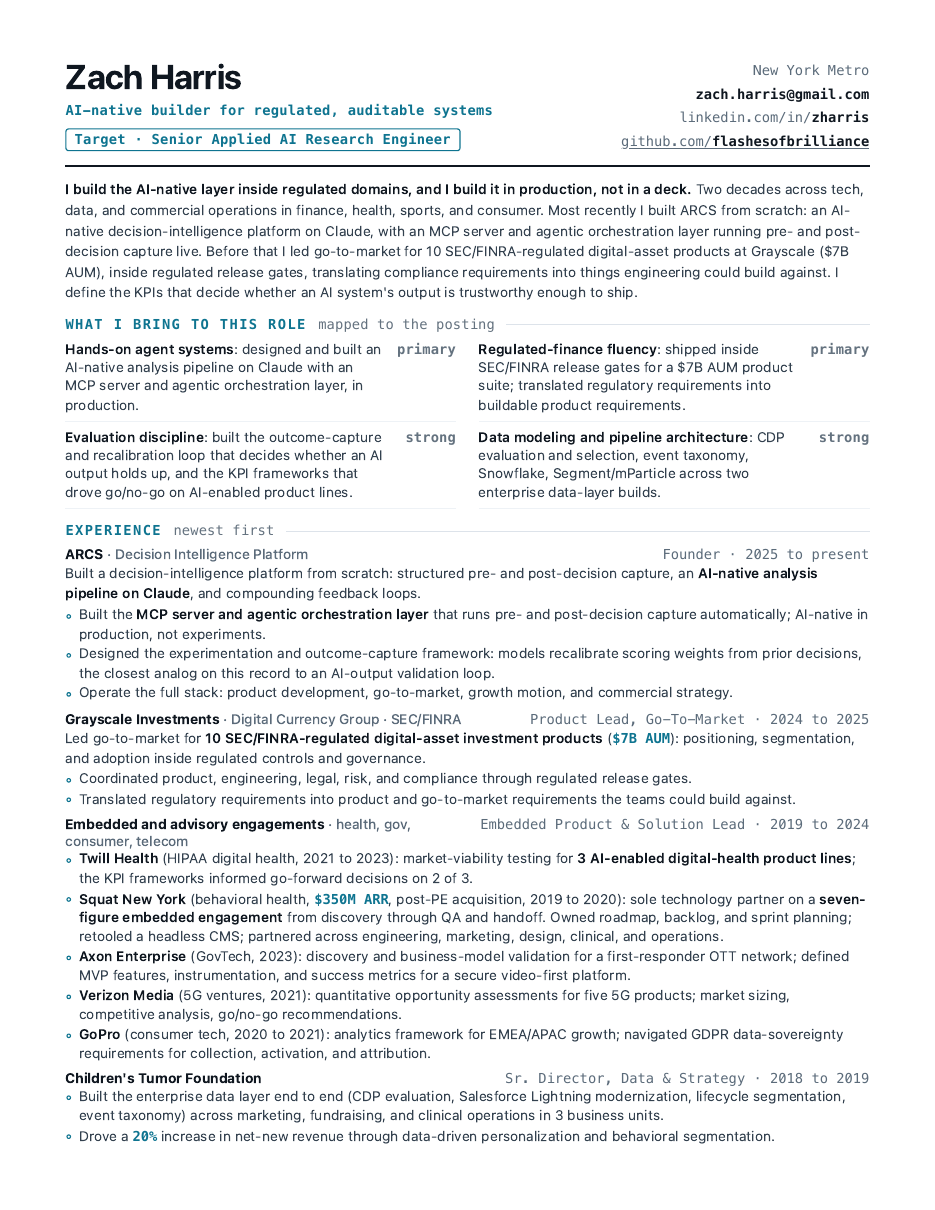 Zach Harris
AI-native builder for regulated, auditable systems
Target · Senior Applied AI Research Engineer
New York Metro
zach.harris@gmail.com
linkedin.com/in/zharris
github.com/flashesofbrilliance
I build the AI-native layer inside regulated domains, and I build it in production, not in a deck. Two decades across tech,
data, and commercial operations in finance, health, sports, and consumer. Most recently I built ARCS from scratch: an AI-
native decision-intelligence platform on Claude, with an MCP server and agentic orchestration layer running pre- and post-
decision capture live. Before that I led go-to-market for 10 SEC/FINRA-regulated digital-asset products at Grayscale ($7B
AUM), inside regulated release gates, translating compliance requirements into things engineering could build against. I
define the KPIs that decide whether an AI system's output is trustworthy enough to ship.
WHAT I BRING TO THIS ROLE mapped to the posting
Hands-on agent systems: designed and built an primary
AI-native analysis pipeline on Claude with an
MCP server and agentic orchestration layer, in
production.
Regulated-finance fluency: shipped inside primary
SEC/FINRA release gates for a $7B AUM product
suite; translated regulatory requirements into
buildable product requirements.
Evaluation discipline: built the outcome-capture strong
and recalibration loop that decides whether an AI
output holds up, and the KPI frameworks that
drove go/no-go on AI-enabled product lines.
Data modeling and pipeline architecture: CDP strong
evaluation and selection, event taxonomy,
Snowflake, Segment/mParticle across two
enterprise data-layer builds.
EXPERIENCE newest first
ARCS · Decision Intelligence Platform Founder · 2025 to present
Built a decision-intelligence platform from scratch: structured pre- and post-decision capture, an AI-native analysis
pipeline on Claude, and compounding feedback loops.
Built the MCP server and agentic orchestration layer that runs pre- and post-decision capture automatically; AI-native in
production, not experiments.
Designed the experimentation and outcome-capture framework: models recalibrate scoring weights from prior decisions,
the closest analog on this record to an AI-output validation loop.
Operate the full stack: product development, go-to-market, growth motion, and commercial strategy.
Grayscale Investments · Digital Currency Group · SEC/FINRA Product Lead, Go-To-Market · 2024 to 2025
Led go-to-market for 10 SEC/FINRA-regulated digital-asset investment products ($7B AUM): positioning, segmentation,
and adoption inside regulated controls and governance.
Coordinated product, engineering, legal, risk, and compliance through regulated release gates.
Translated regulatory requirements into product and go-to-market requirements the teams could build against.
Embedded and advisory engagements · health, gov, Embedded Product & Solution Lead · 2019 to 2024
consumer, telecom
Twill Health (HIPAA digital health, 2021 to 2023): market-viability testing for 3 AI-enabled digital-health product lines;
the KPI frameworks informed go-forward decisions on 2 of 3.
Squat New York (behavioral health, $350M ARR, post-PE acquisition, 2019 to 2020): sole technology partner on a seven-
figure embedded engagement from discovery through QA and handoff. Owned roadmap, backlog, and sprint planning;
retooled a headless CMS; partnered across engineering, marketing, design, clinical, and operations.
Axon Enterprise (GovTech, 2023): discovery and business-model validation for a first-responder OTT network; defined
MVP features, instrumentation, and success metrics for a secure video-first platform.
Verizon Media (5G ventures, 2021): quantitative opportunity assessments for five 5G products; market sizing,
competitive analysis, go/no-go recommendations.
GoPro (consumer tech, 2020 to 2021): analytics framework for EMEA/APAC growth; navigated GDPR data-sovereignty
requirements for collection, activation, and attribution.
Children's Tumor Foundation Sr. Director, Data & Strategy · 2018 to 2019
Built the enterprise data layer end to end (CDP evaluation, Salesforce Lightning modernization, lifecycle segmentation,
event taxonomy) across marketing, fundraising, and clinical operations in 3 business units.
Drove a 20% increase in net-new revenue through data-driven personalization and behavioral segmentation.